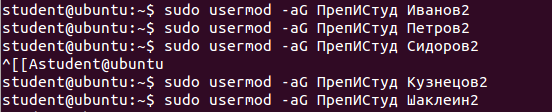 student@ubuntu:~$ sudo usermod -aG ПрепИСтуд Иванов2
student@ubuntu:~$ sudo usermod -aG ПрепИСтуд Петров2
student@ubuntu:~$ sudo usermod -aG ПрепИСтуд Сидоров2
^[[Astudent@ubuntu
student@ubuntu:~$ sudo usermod -aG ПрепИСтуд Кузнецов2
student@ubuntu:~$ sudo usermod -aG ПрепИСтуд Шаклеин2